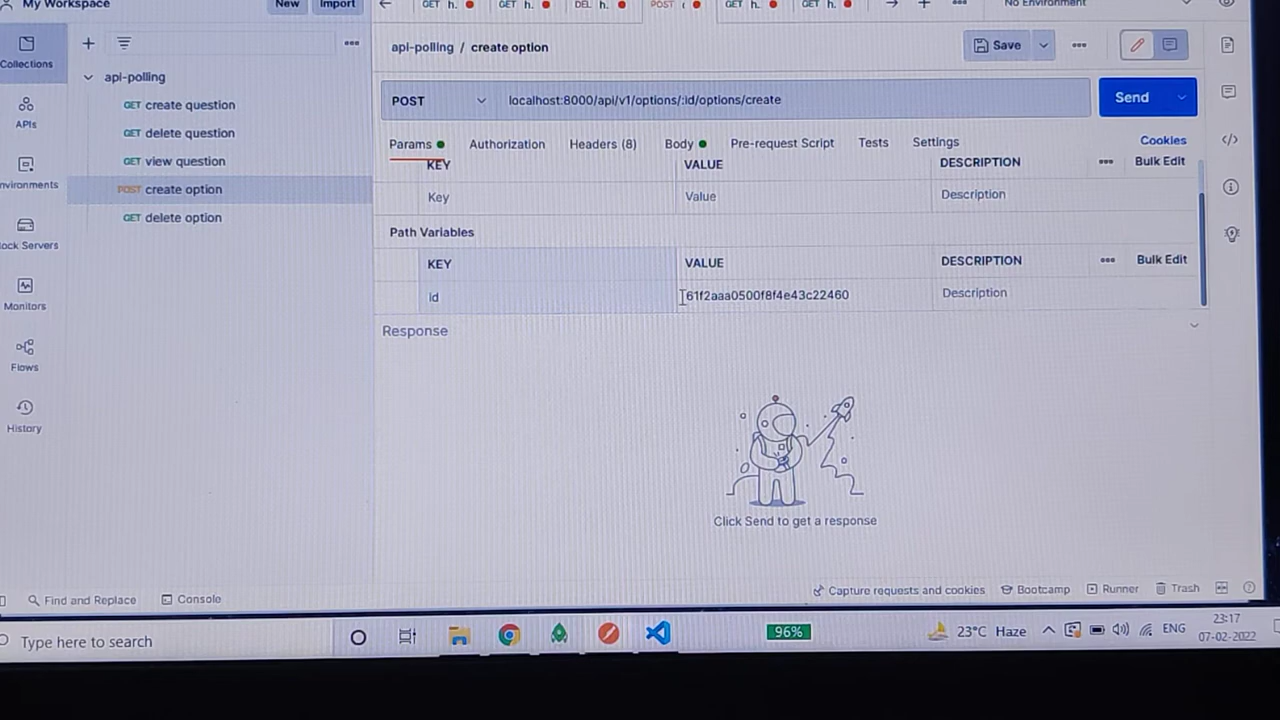 My Workspace
New
Import
GET h.
GET h.
DEL h.
POST (
GET h.
GET h.
No Environment
Collections
APIs
nvironments
ock Servers
Monitors
Flows
History
api-polling
GET create question
GET delete question
GET view question
POST create option
GET delete option
api-polling / create option
Save
POST
localhost:8000/api/v1/options/:id/options/create
Send
Params
Authorization
Headers (8)
Body
Pre-request Script
Tests
Settings
Cookies
KEY
VALUE
DESCRIPTION
Bulk Edit
Key
Value
Description
Path Variables
KEY
VALUE
DESCRIPTION
Bulk Edit
id
61f2aaa0500f8f4e43c22460
Description
Response
Click Send to get a response
Find and Replace
Console
Capture requests and cookies
Bootcamp
Runner
Trash
Type here to search
96%
23°C Haze
ENG
23:17
07-02-2022